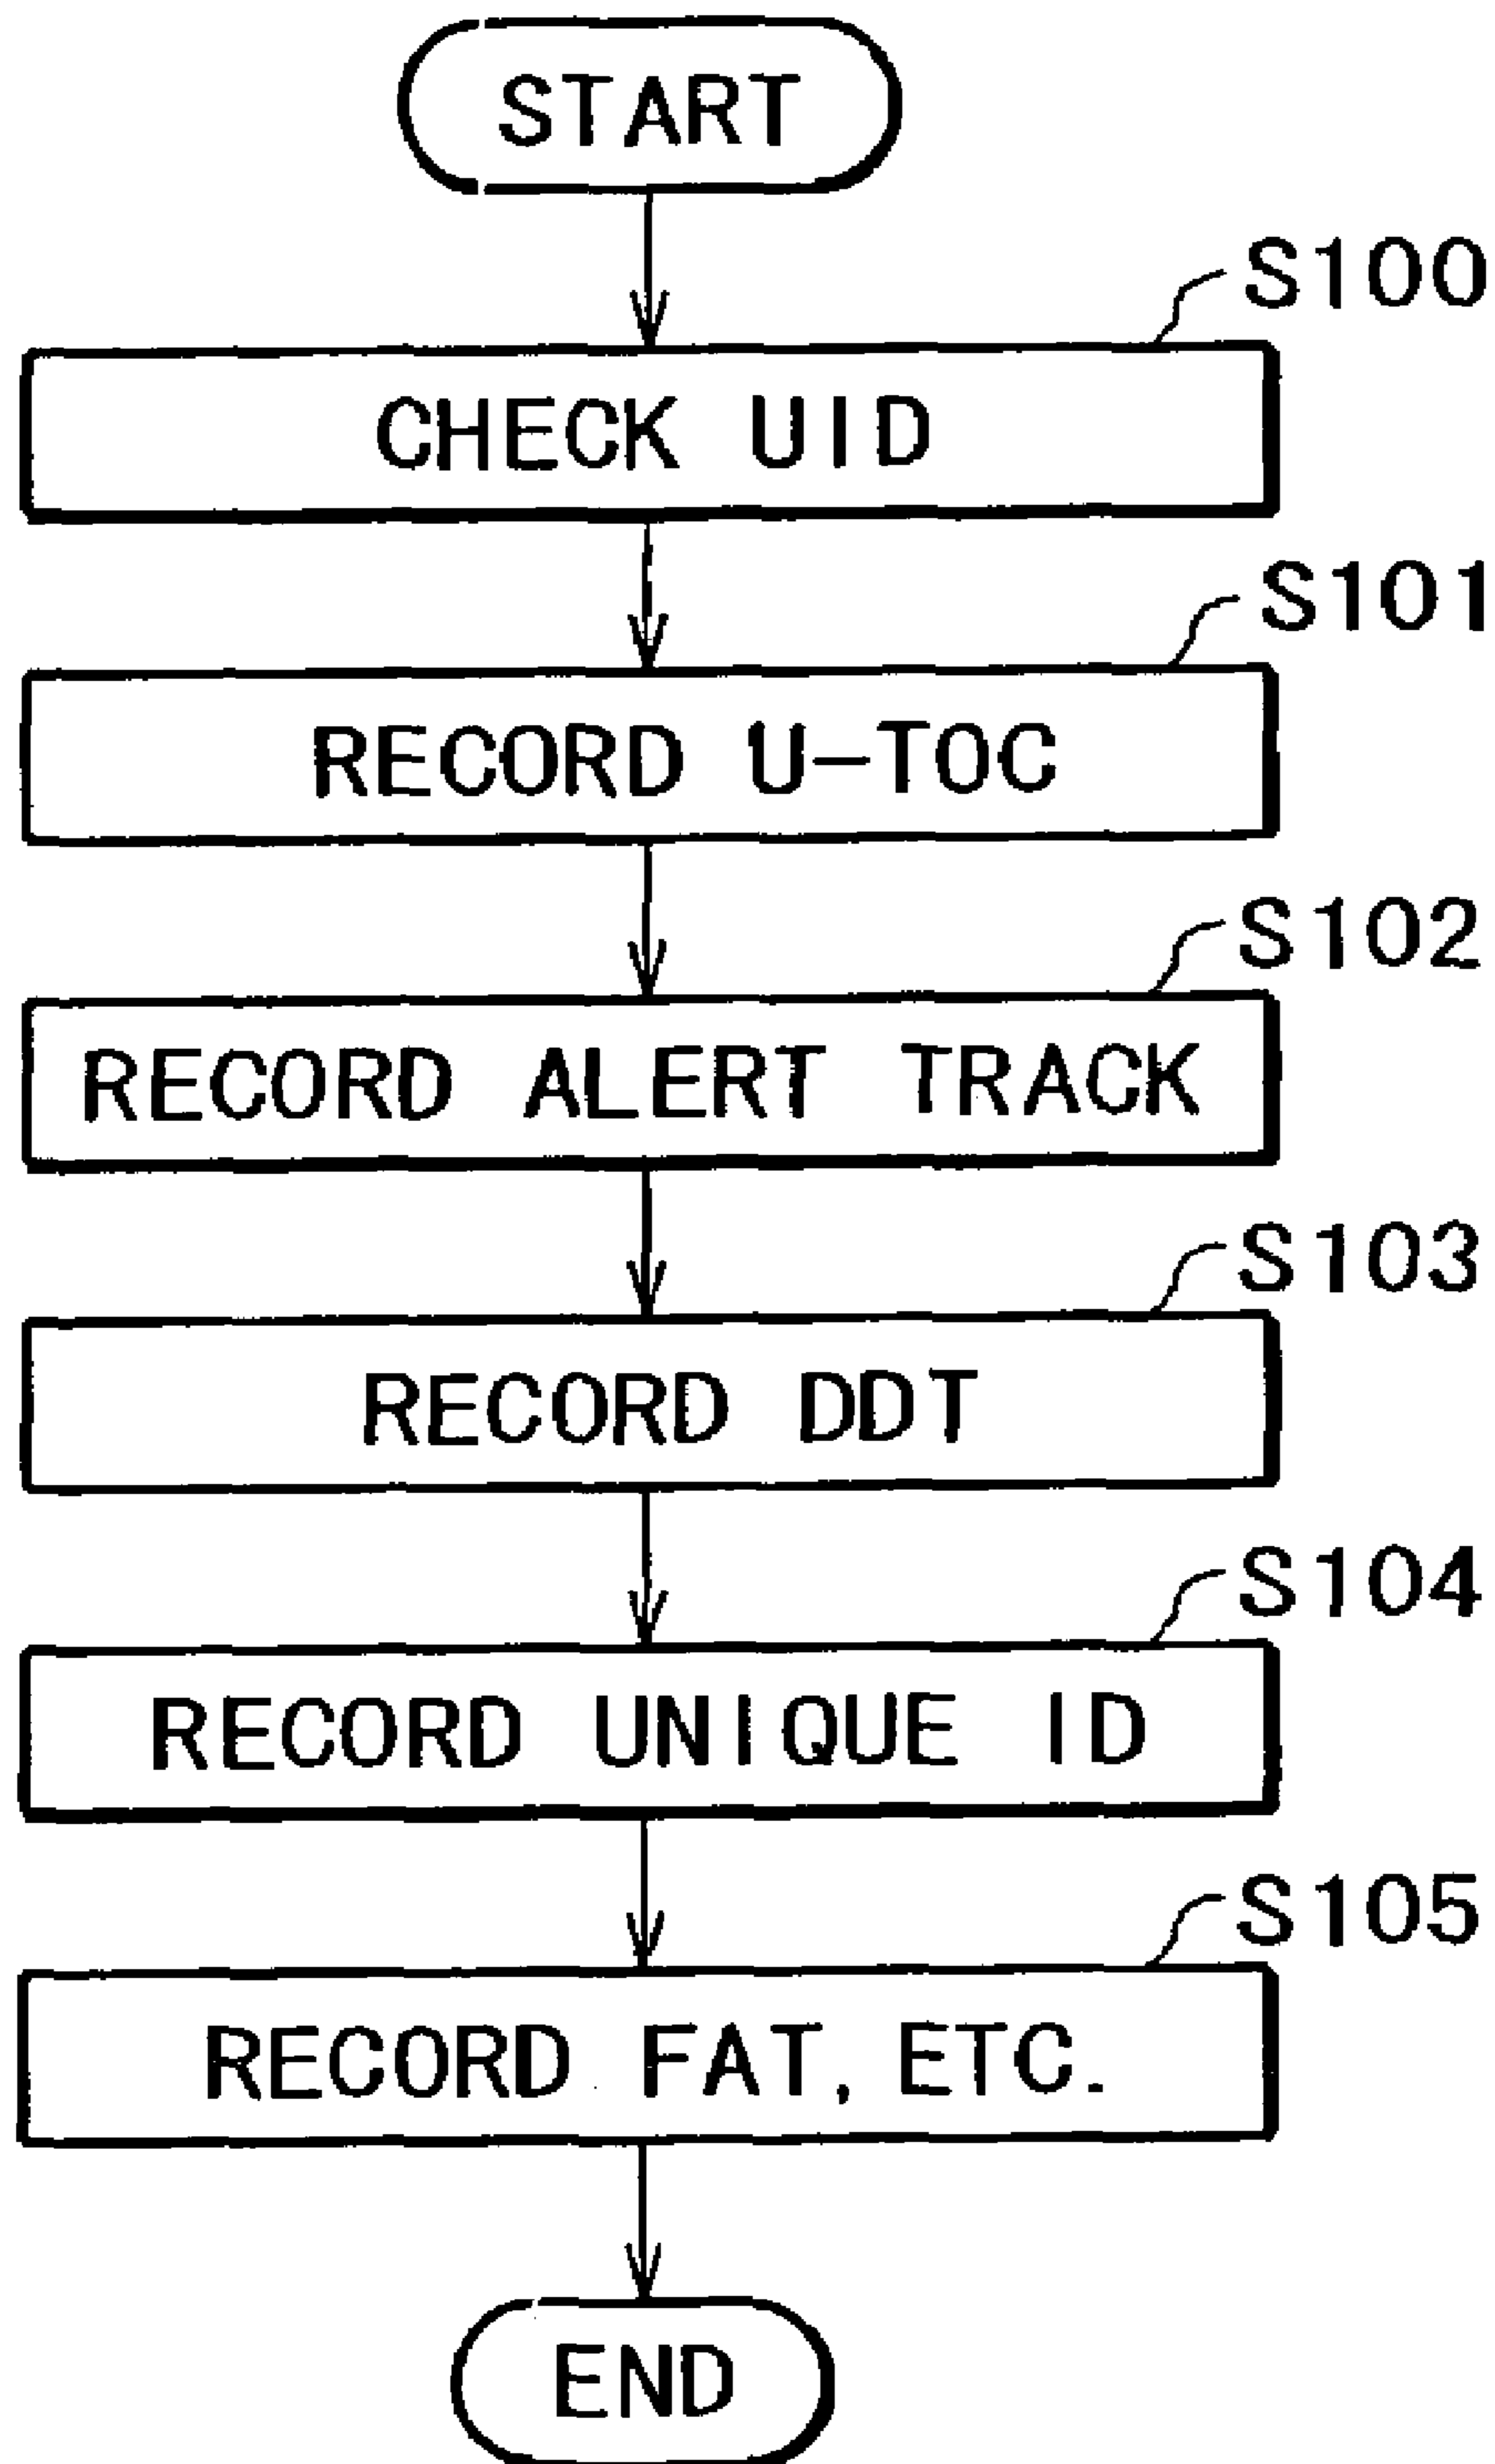 START
S100
CHECK UID
S101
RECORD U-TOC
S102
RECORD ALERT TRACK
S103
RECORD DDT
S104
RECORD UNIQUE ID
S105
RECORD FAT, ETC.
END